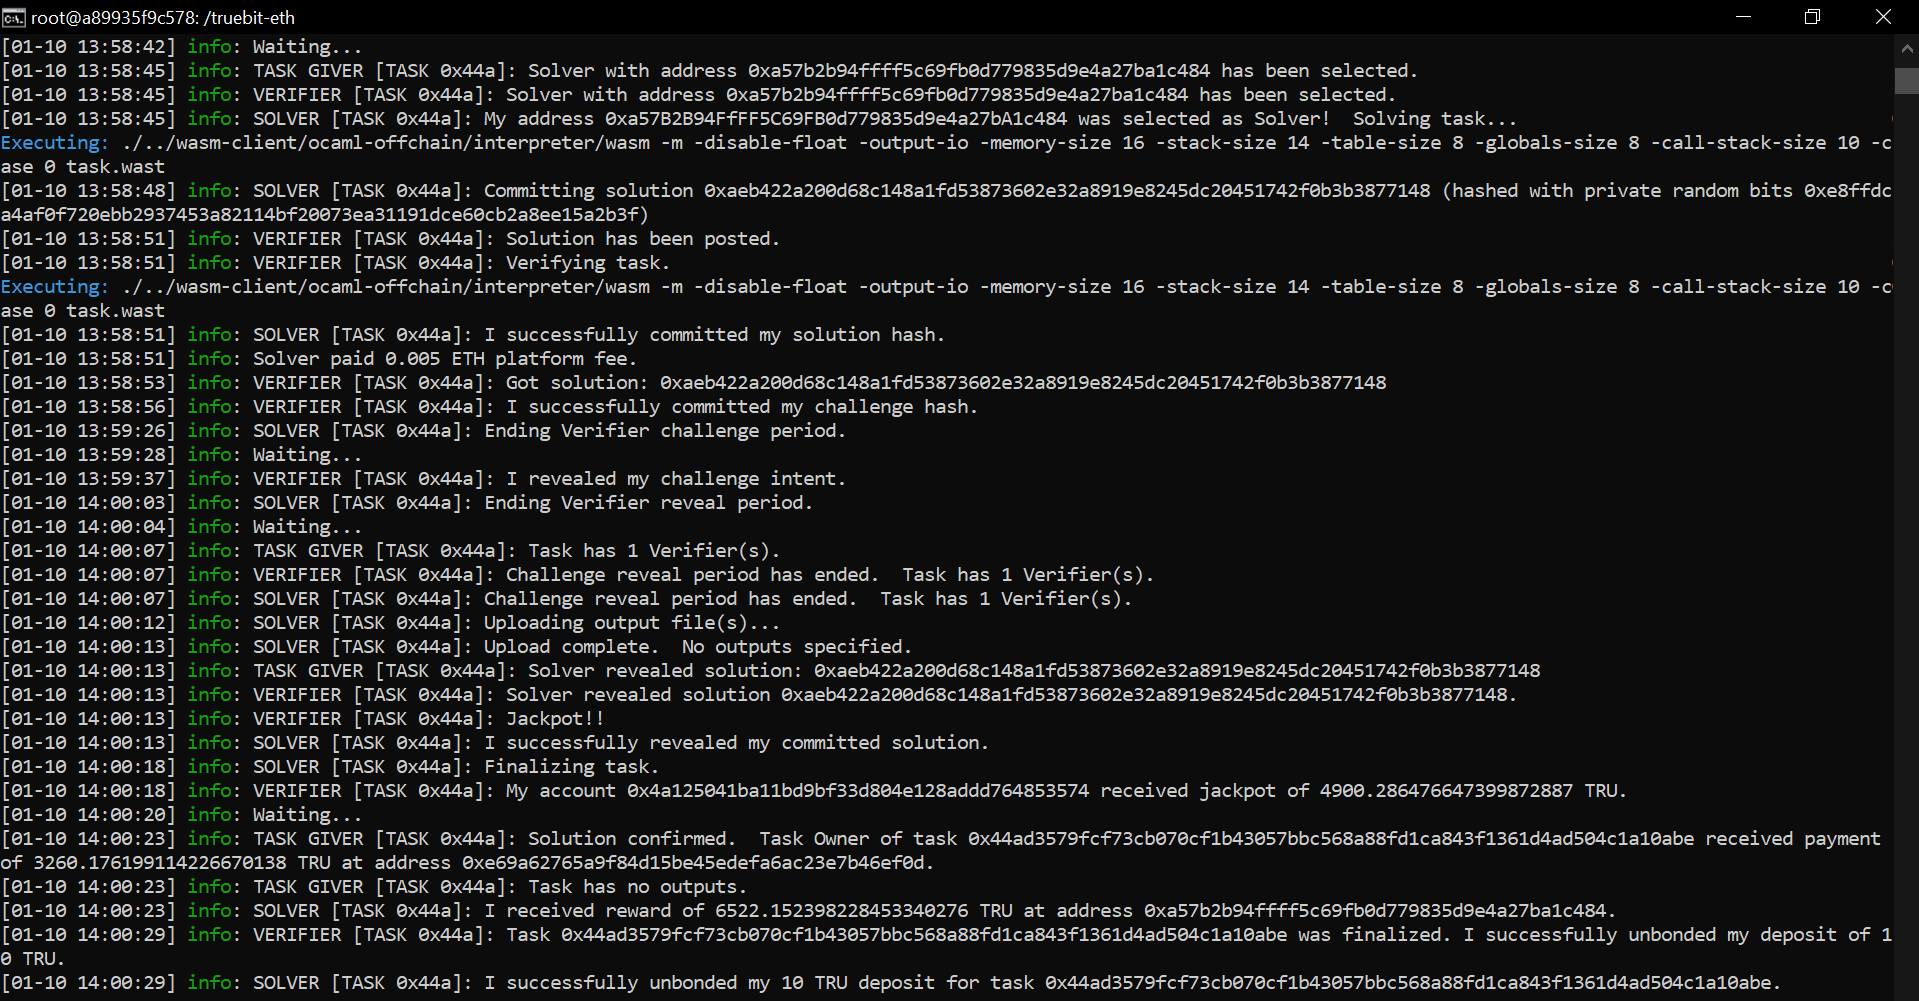 root@a89935f9c578: /truebit-eth
[01-10 13:58:42] info: Waiting...
[01-10 13:58:45] info: TASK GIVER [TASK 0x44a]: Solver with address 0xa57b2b94ffff5c69fb0d779835d9e4a27ba1c484 has been selected.
[01-10 13:58:45] info: VERIFIER [TASK 0x44a]: Solver with address 0xa57b2b94ffff5c69fb0d779835d9e4a27ba1c484 has been selected.
[01-10 13:58:45] info: SOLVER [TASK 0x44a]: My address 0xa57B2B94FfFF5C69FB0d779835d9e4a27bA1c484 was selected as Solver!  Solving task...
Executing: ./../wasm-client/ocaml-offchain/interpreter/wasm -m -disable-float -output-io -memory-size 16 -stack-size 14 -table-size 8 -globals-size 8 -call-stack-size 10 -c
ase 0 task.wast
[01-10 13:58:48] info: SOLVER [TASK 0x44a]: Committing solution 0xaeb422a200d68c148a1fd53873602e32a8919e8245dc20451742f0b3b3877148 (hashed with private random bits 0xe8ffdc
a4af0f720ebb2937453a82114bf20073ea31191dce60cb2a8ee15a2b3f)
[01-10 13:58:51] info: VERIFIER [TASK 0x44a]: Solution has been posted.
[01-10 13:58:51] info: VERIFIER [TASK 0x44a]: Verifying task.
Executing: ./../wasm-client/ocaml-offchain/interpreter/wasm -m -disable-float -output-io -memory-size 16 -stack-size 14 -table-size 8 -globals-size 8 -call-stack-size 10 -c
ase 0 task.wast
[01-10 13:58:51] info: SOLVER [TASK 0x44a]: I successfully committed my solution hash.
[01-10 13:58:51] info: Solver paid 0.005 ETH platform fee.
[01-10 13:58:53] info: VERIFIER [TASK 0x44a]: Got solution: 0xaeb422a200d68c148a1fd53873602e32a8919e8245dc20451742f0b3b3877148
[01-10 13:58:56] info: VERIFIER [TASK 0x44a]: I successfully committed my challenge hash.
[01-10 13:59:26] info: SOLVER [TASK 0x44a]: Ending Verifier challenge period.
[01-10 13:59:28] info: Waiting...
[01-10 13:59:37] info: VERIFIER [TASK 0x44a]: I revealed my challenge intent.
[01-10 14:00:03] info: SOLVER [TASK 0x44a]: Ending Verifier reveal period.
[01-10 14:00:04] info: Waiting...
[01-10 14:00:07] info: TASK GIVER [TASK 0x44a]: Task has 1 Verifier(s).
[01-10 14:00:07] info: VERIFIER [TASK 0x44a]: Challenge reveal period has ended.  Task has 1 Verifier(s).
[01-10 14:00:07] info: SOLVER [TASK 0x44a]: Challenge reveal period has ended.  Task has 1 Verifier(s).
[01-10 14:00:12] info: SOLVER [TASK 0x44a]: Uploading output file(s)...
[01-10 14:00:13] info: SOLVER [TASK 0x44a]: Upload complete.  No outputs specified.
[01-10 14:00:13] info: TASK GIVER [TASK 0x44a]: Solver revealed solution: 0xaeb422a200d68c148a1fd53873602e32a8919e8245dc20451742f0b3b3877148
[01-10 14:00:13] info: VERIFIER [TASK 0x44a]: Solver revealed solution 0xaeb422a200d68c148a1fd53873602e32a8919e8245dc20451742f0b3b3877148.
[01-10 14:00:13] info: VERIFIER [TASK 0x44a]: Jackpot!!
[01-10 14:00:13] info: SOLVER [TASK 0x44a]: I successfully revealed my committed solution.
[01-10 14:00:18] info: SOLVER [TASK 0x44a]: Finalizing task.
[01-10 14:00:18] info: VERIFIER [TASK 0x44a]: My account 0x4a125041ba11bd9bf33d804e128addd764853574 received jackpot of 4900.286476647399872887 TRU.
[01-10 14:00:20] info: Waiting...
[01-10 14:00:23] info: TASK GIVER [TASK 0x44a]: Solution confirmed.  Task Owner of task 0x44ad3579fcf73cb070cf1b43057bbc568a88fd1ca843f1361d4ad504c1a10abe received payment
of 3260.176199114226670138 TRU at address 0xe69a62765a9f84d15be45edefa6ac23e7b46ef0d.
[01-10 14:00:23] info: TASK GIVER [TASK 0x44a]: Task has no outputs.
[01-10 14:00:23] info: SOLVER [TASK 0x44a]: I received reward of 6522.152398228453340276 TRU at address 0xa57b2b94ffff5c69fb0d779835d9e4a27ba1c484.
[01-10 14:00:29] info: VERIFIER [TASK 0x44a]: Task 0x44ad3579fcf73cb070cf1b43057bbc568a88fd1ca843f1361d4ad504c1a10abe was finalized. I successfully unbonded my deposit of 1
0 TRU.
[01-10 14:00:29] info: SOLVER [TASK 0x44a]: I successfully unbonded my 10 TRU deposit for task 0x44ad3579fcf73cb070cf1b43057bbc568a88fd1ca843f1361d4ad504c1a10abe.